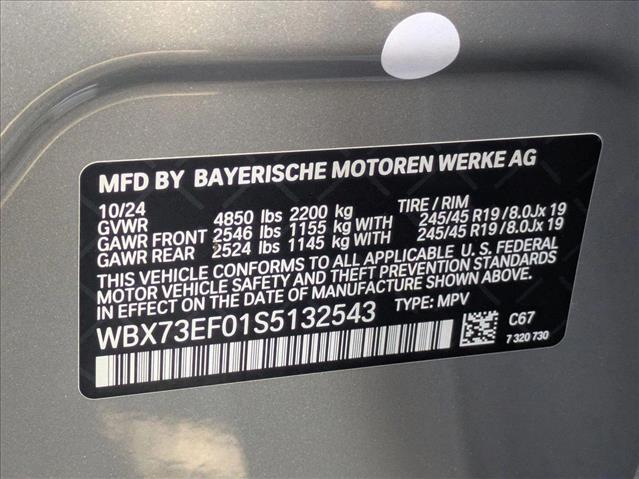 MFD BY BAYERISCHE MOTOREN WERKE AG
10/24 TIRE / RIM
GVWR 4850 lbs 2200 kg
GAWR FRONT 2546 lbs 1155 kg WITH 245/45 R19 /8.0Jx 19
GAWR REAR 2524 lbs 1145 kg WITH 245/45 R19 /8.0Jx 19
THIS VEHICLE CONFORMS TO ALL APPLICABLE U. S. FEDERAL
MOTOR VEHICLE SAFETY AND THEFT PREVENTION STANDARDS
IN EFFECT ON THE DATE OF MANUFACTURE SHOWN ABOVE.
WBX73EF01S5132543 TYPE: MPV
C67
7 320 730